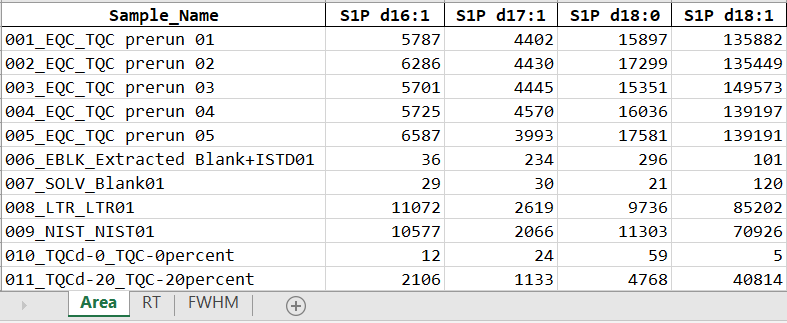 Sample_Name S1P d16:1 S1P d17:1 S1P d18:0 S1P d18:1
001_EQC_TQC prerun 01 5787 4402 15897 135882
002_EQC_TQC prerun 02 6286 4430 17299 135449
003_EQC_TQC prerun 03 5701 4445 15351 149573
004_EQC_TQC prerun 04 5725 4570 16036 139197
005_EQC_TQC prerun 05 6587 3993 17581 139191
006_EBLK_Extracted Blank+ISTD01 36 234 296 101
007_SOLV_Blank01 29 30 21 120
008_LTR_LTR01 11072 2619 9736 85202
009_NIST_NIST01 10577 2066 11303 70926
010_TQCd-0_TQC-0percent 12 24 59 5
011_TQCd-20_TQC-20percent 2106 1133 4768 40814
Area RT FWHM